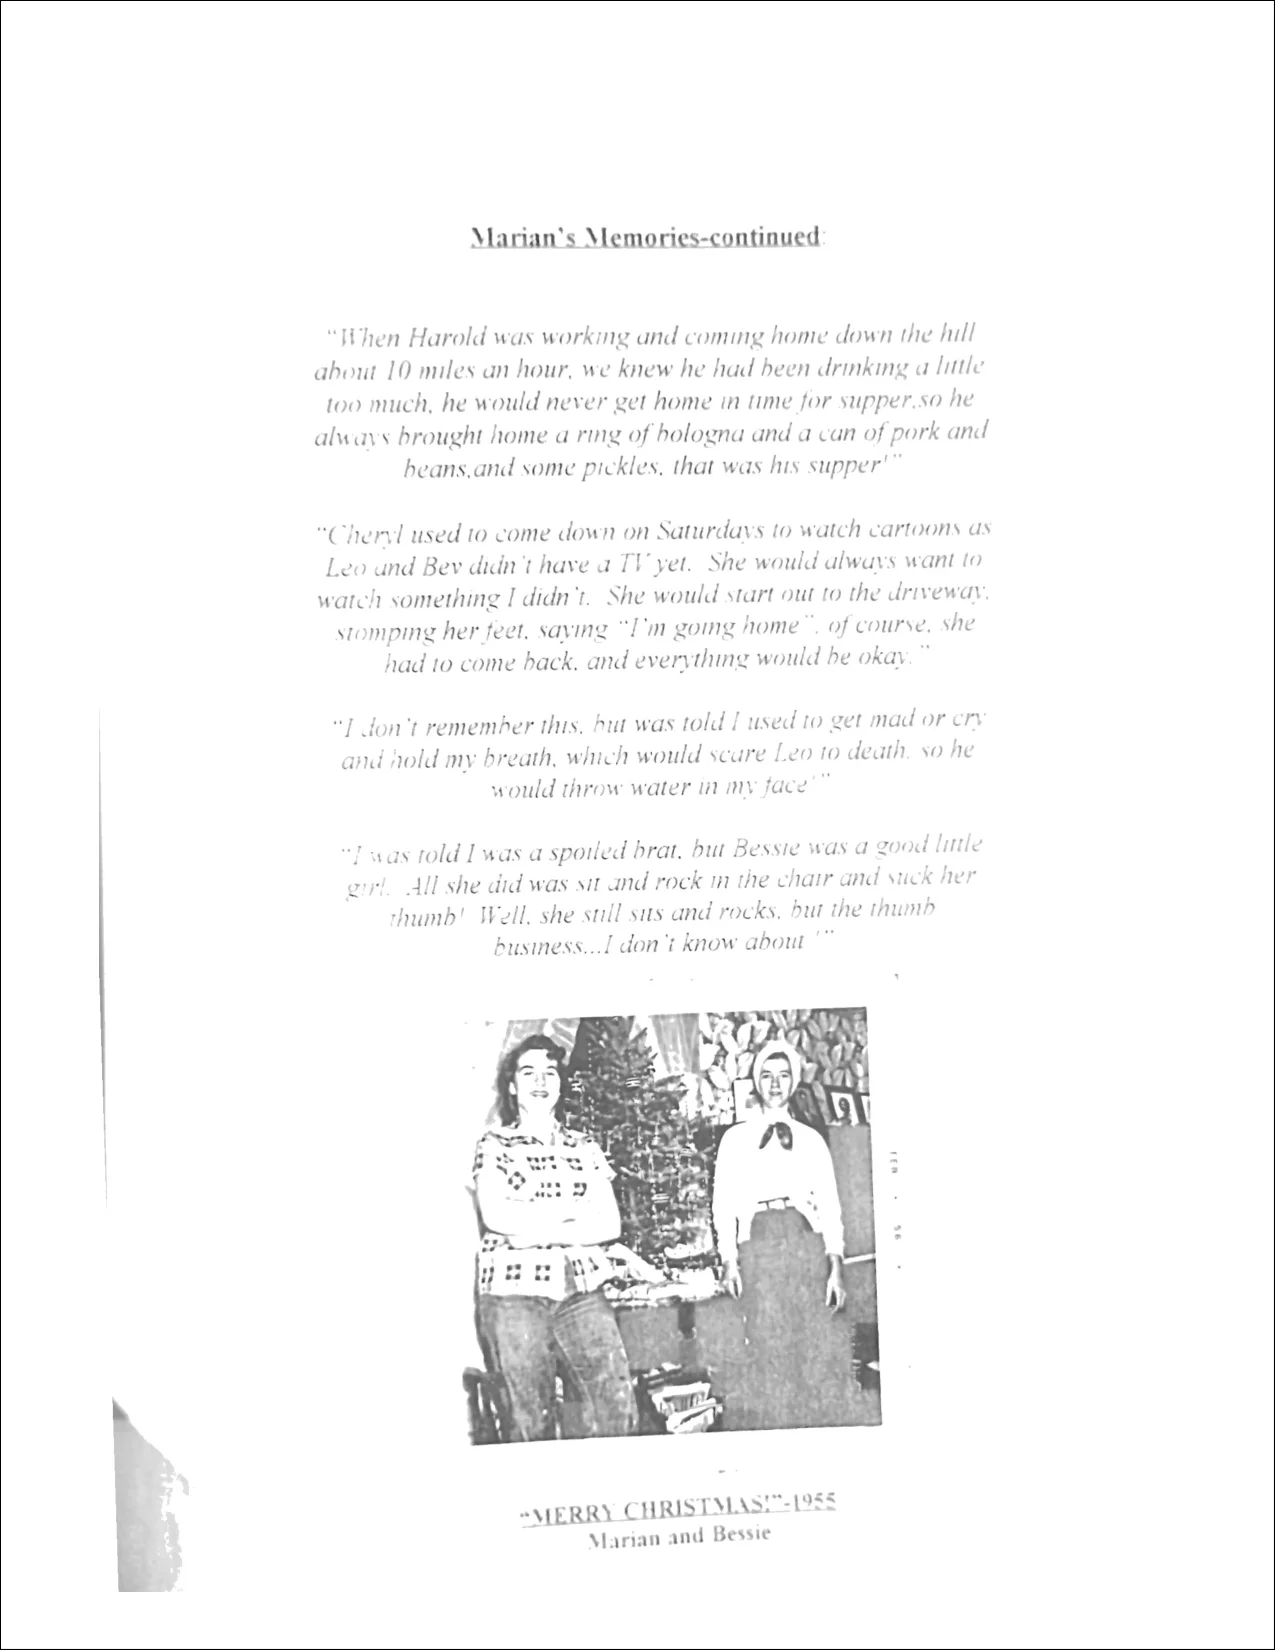 Marian's Memories-continued:
"When Harold was working and coming home down the hill
about 10 miles an hour, we knew he had been drinking a little
too much, he would never get home in time for supper,so he
always brought home a ring of bologna and a can of pork and
beans,and some pickles, that was his supper!"
"Cheryl used to come down on Saturdays to watch cartoons as
Leo and Bev didn't have a TV yet. She would always want to
watch something I didn't. She would start out to the driveway,
stomping her feet, saying "I'm going home", of course, she
had to come back, and everything would be okay."
"I don't remember this, but was told I used to get mad or cry
and hold my breath, which would scare Leo to death, so he
would throw water in my face!"
"I was told I was a spoiled brat, but Bessie was a good little
girl. All she did was sit and rock in the chair and suck her
thumb! Well, she still sits and rocks, but the thumb
business...I don't know about !"
FEB · 56 ·
"MERRY CHRISTMAS!"-1955
Marian and Bessie